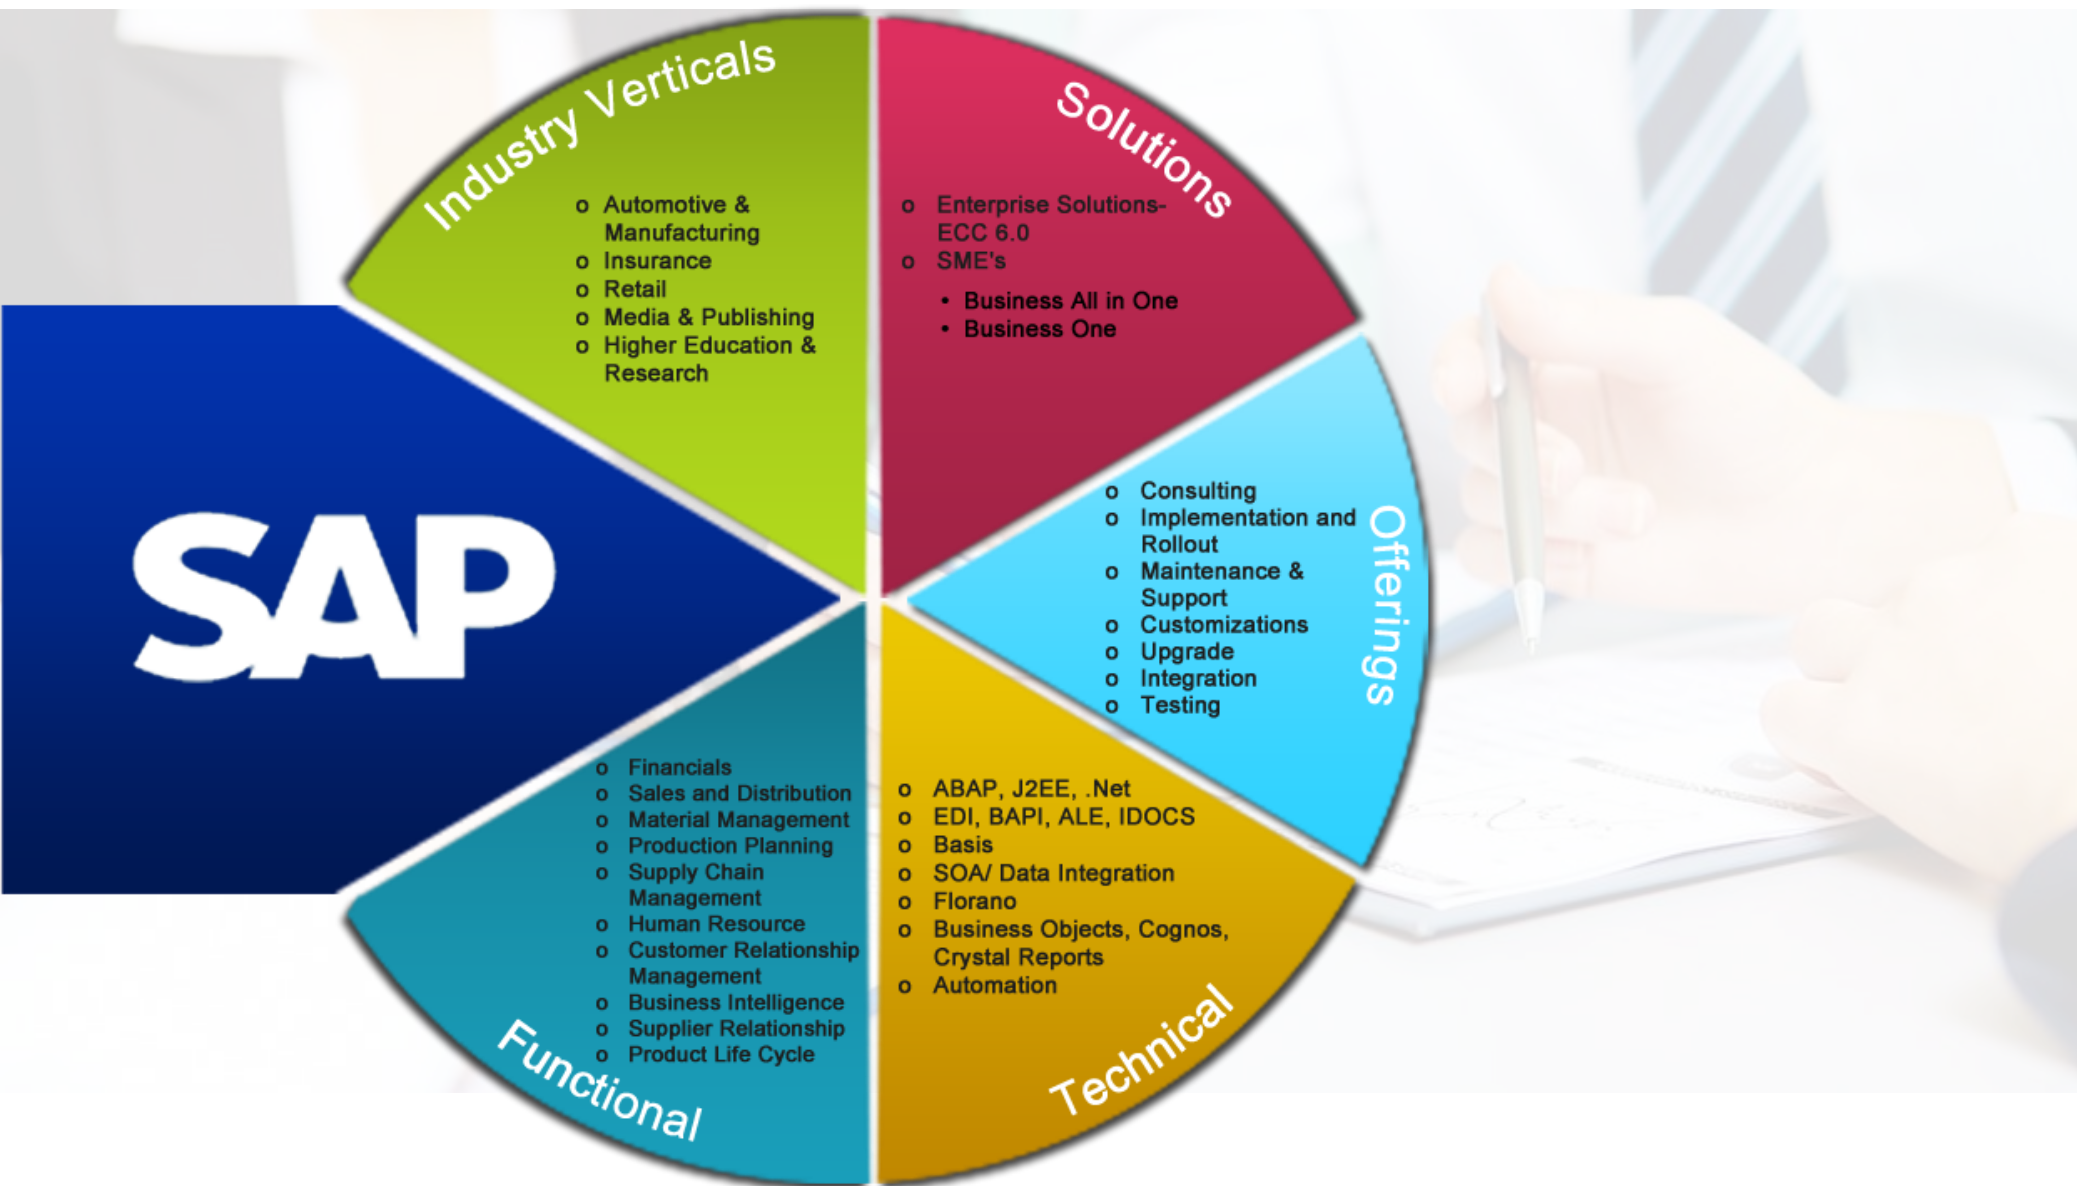 Industry Verticals
o Automotive &
Manufacturing
o Insurance
o Retail
o Media & Publishing
o Higher Education &
Research
Solutions
o Enterprise Solutions-
ECC 6.0
o SME's
• Business All in One
• Business One
Offerings
o Consulting
o Implementation and
Rollout
o Maintenance &
Support
o Customizations
o Upgrade
o Integration
o Testing
SAP
Functional
o Financials
o Sales and Distribution
o Material Management
o Production Planning
o Supply Chain
Management
o Human Resource
o Customer Relationship
Management
o Business Intelligence
o Supplier Relationship
o Product Life Cycle
Technical
o ABAP, J2EE, .Net
o EDI, BAPI, ALE, IDOCS
o Basis
o SOA/ Data Integration
o Florano
o Business Objects, Cognos,
Crystal Reports
o Automation